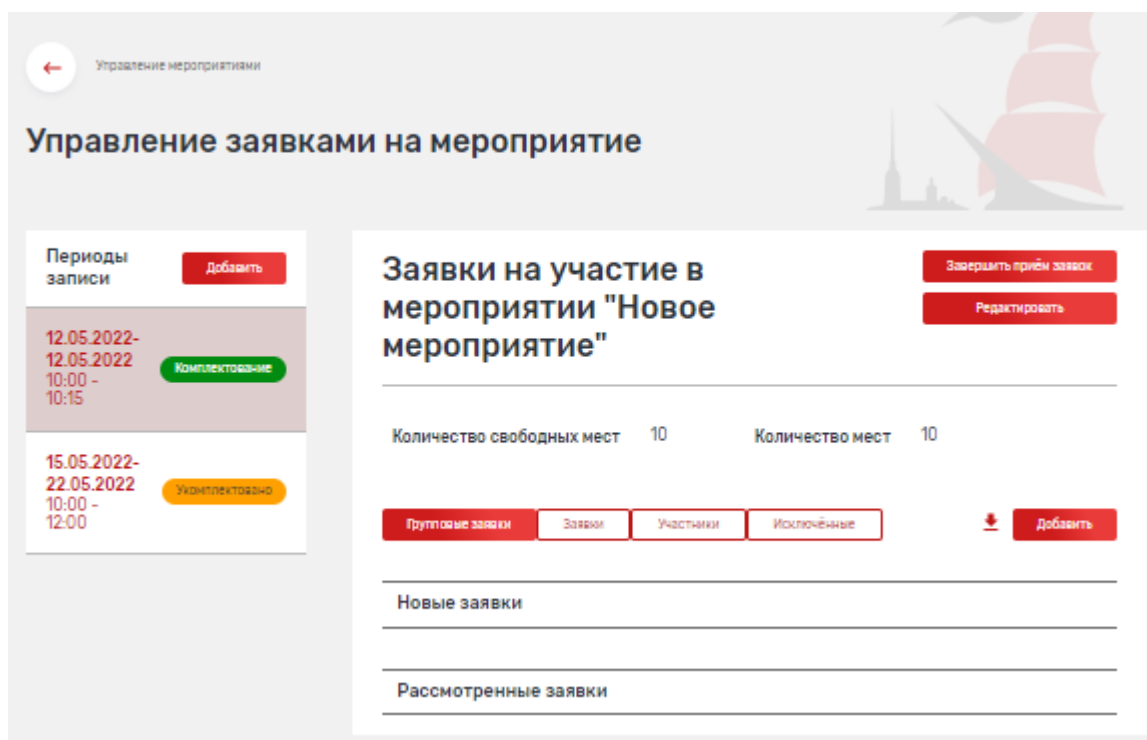 Управление мероприятиями
Управление заявками на мероприятие
Периоды
записи
Добавить
12.05.2022-
12.05.2022
10:00 -
10:15
Комплектование
15.05.2022-
22.05.2022
10:00 -
12:00
Укомплектовано
Заявки на участие в
мероприятии "Новое
мероприятие"
Завершить приём заявок
Редактировать
Количество свободных мест 10 Количество мест 10
Групповые заявки Заявки Участники Исключённые Добавить
Новые заявки
Рассмотренные заявки